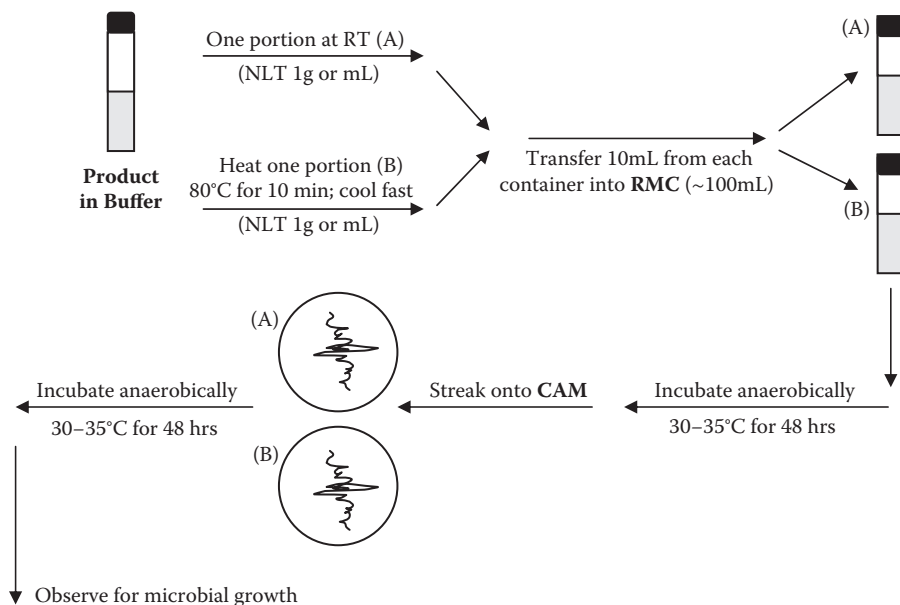 One portion at RT (A)
(NLT 1g or mL)
Product
in Buffer
Heat one portion (B)
80°C for 10 min; cool fast
(NLT 1g or mL)
Transfer 10mL from each
container into RMC (~100mL)
(A)
(B)
Incubate anaerobically
30–35°C for 48 hrs
Streak onto CAM
(A)
(B)
Incubate anaerobically
30–35°C for 48 hrs
Observe for microbial growth